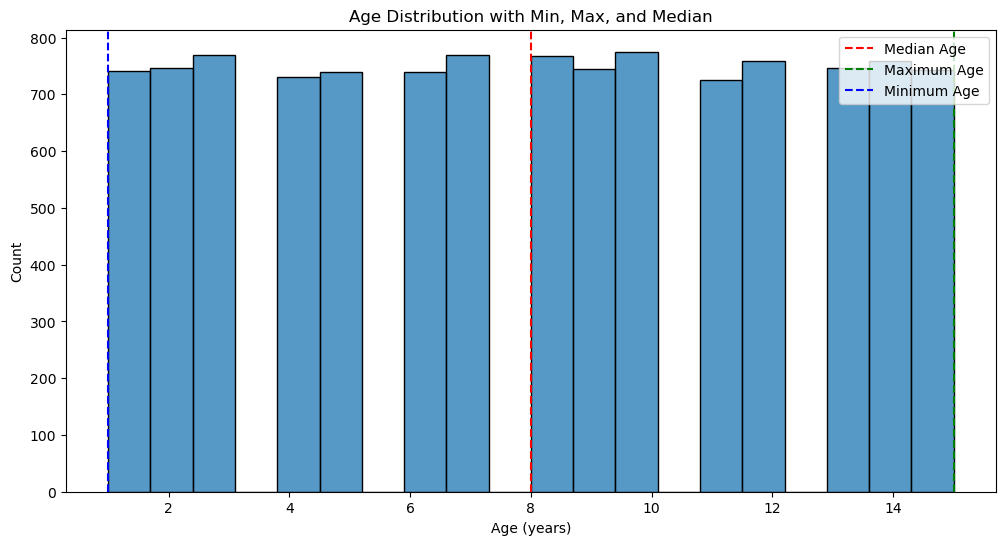 Age Distribution with Min, Max, and Median
800
700
600
500
400
300
200
100
0
Count
2 4 6 8 10 12 14
Age (years)
Median Age
Maximum Age
Minimum Age